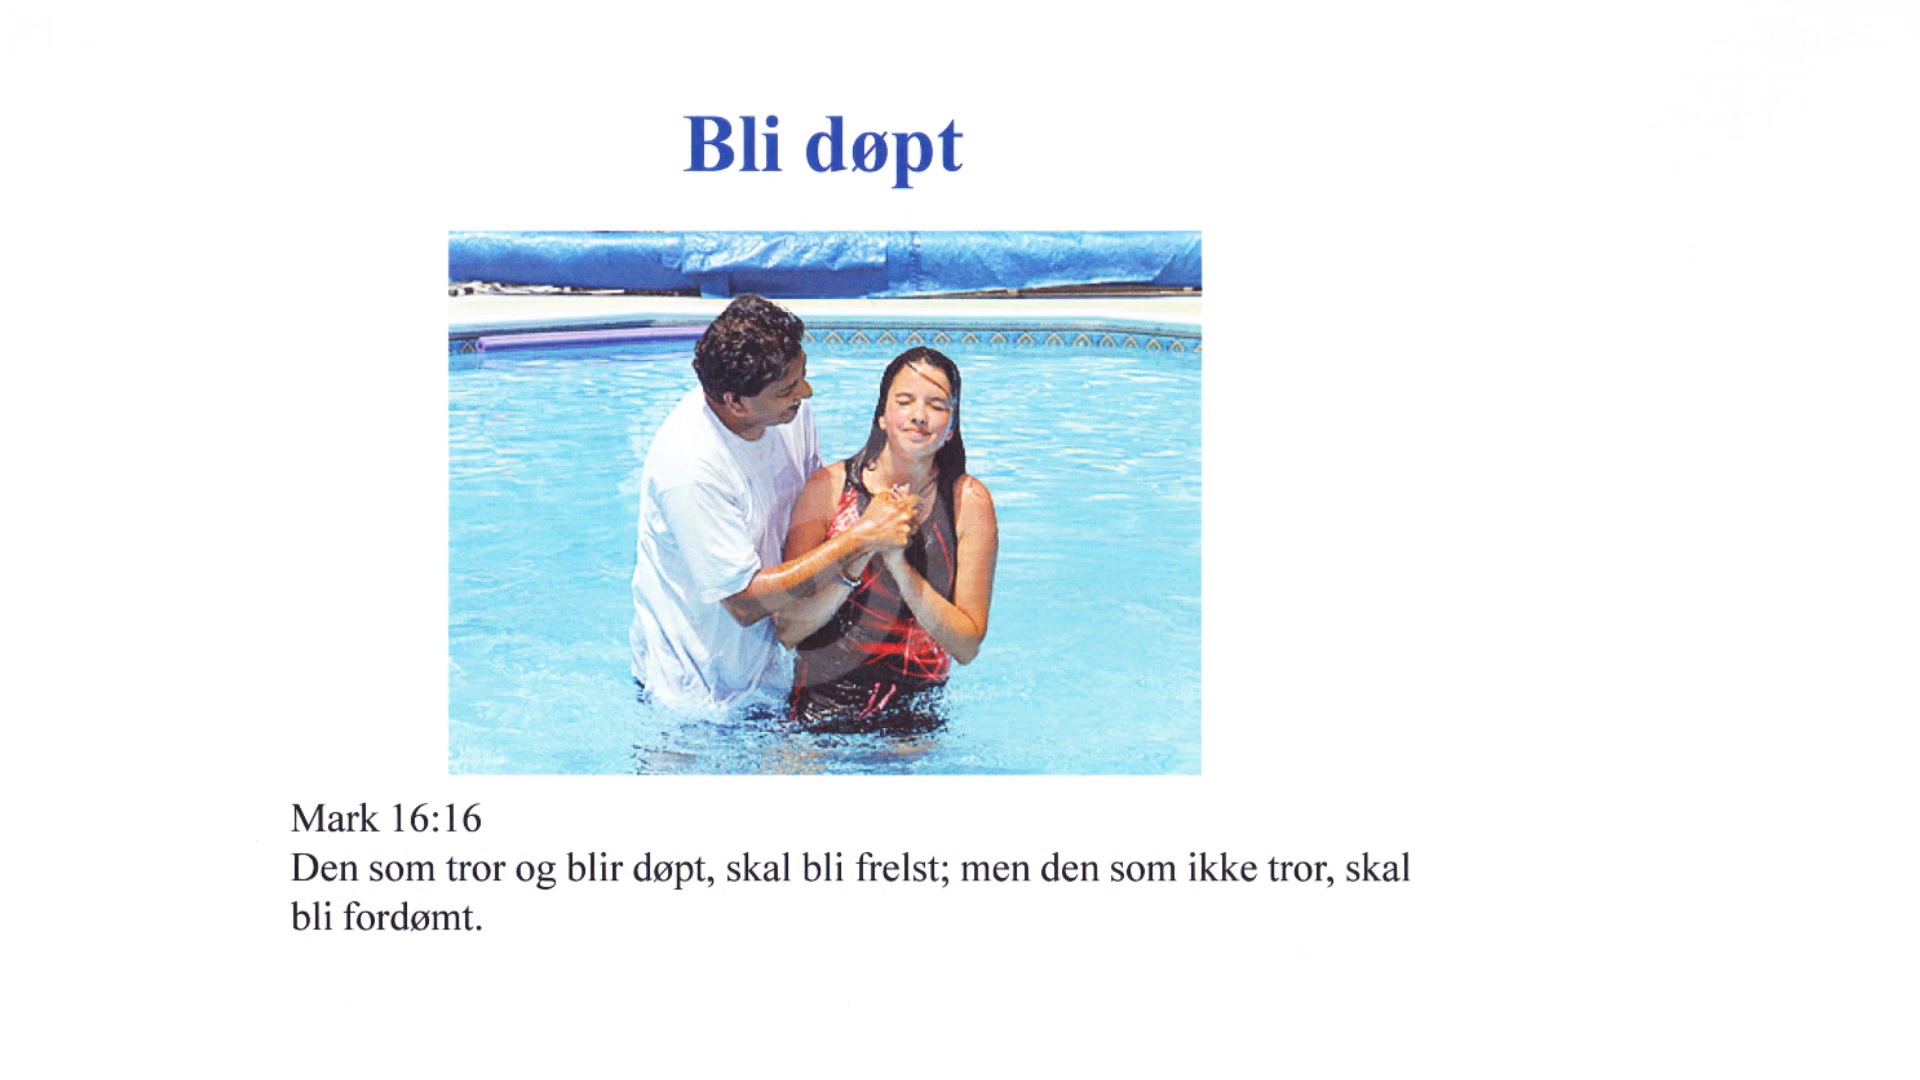 Bli døpt
Mark 16:16
Den som tror og blir døpt, skal bli frelst; men den som ikke tror, skal
bli fordømt.